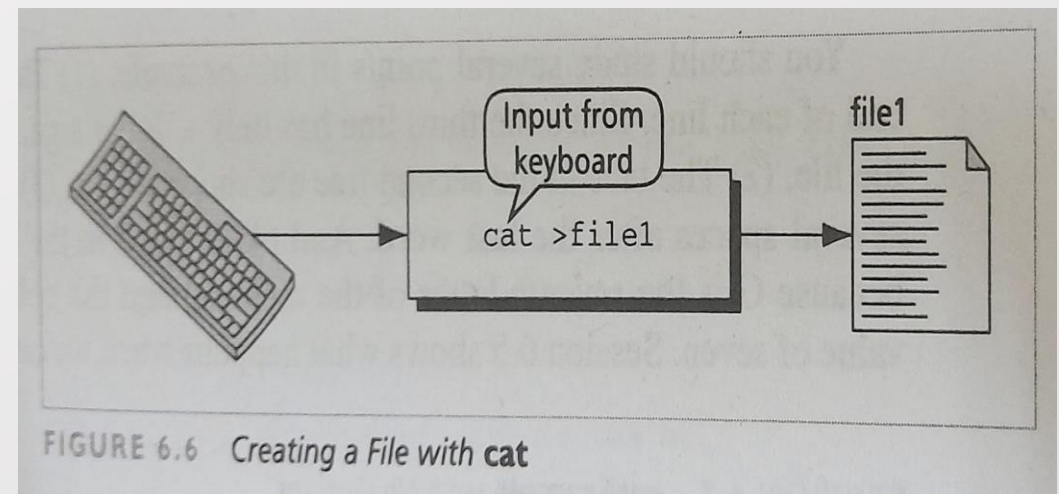 Input from
keyboard
file1
cat >file1
FIGURE 6.6 Creating a File with cat